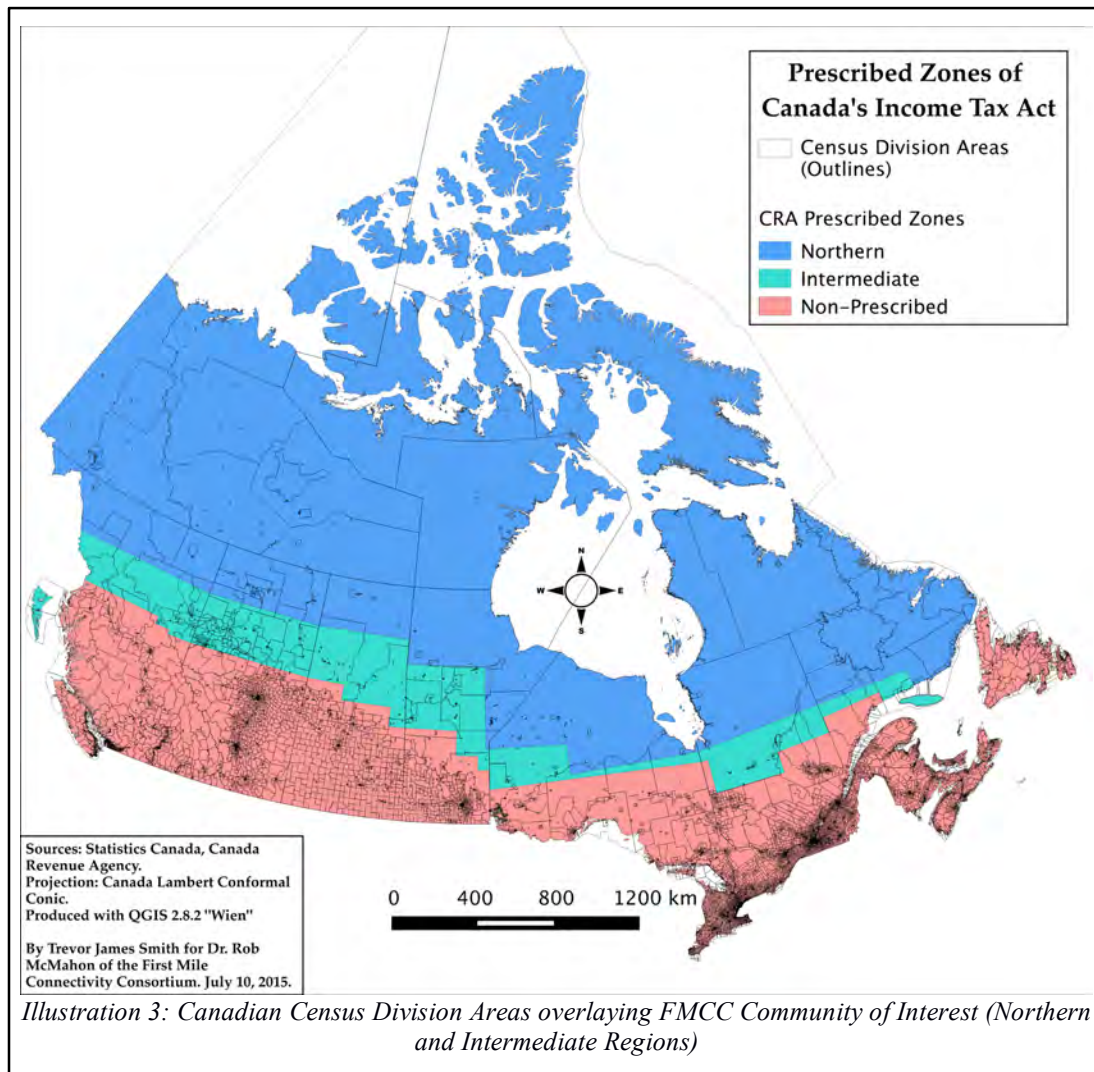 Prescribed Zones of
Canada's Income Tax Act
Census Division Areas
(Outlines)
CRA Prescribed Zones
Northern
Intermediate
Non-Prescribed
N
W
E
S
Sources: Statistics Canada, Canada
Revenue Agency.
Projection: Canada Lambert Conformal
Conic.
Produced with QGIS 2.8.2 "Wien"
By Trevor James Smith for Dr. Rob
McMahon of the First Mile
Connectivity Consortium. July 10, 2015.
0 400 800 1200 km
Illustration 3: Canadian Census Division Areas overlaying FMCC Community of Interest (Northern
and Intermediate Regions)